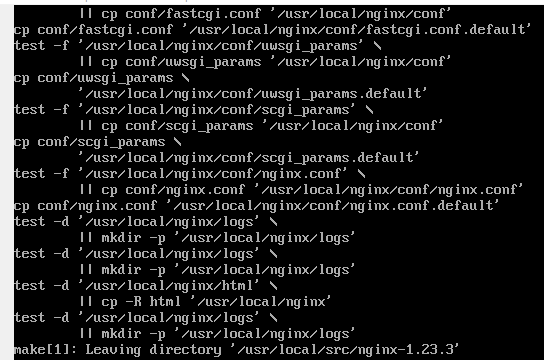 || cp conf/fastcgi.conf '/usr/local/nginx/conf'
cp conf/fastcgi.conf '/usr/local/nginx/conf/fastcgi.conf.default'
test -f '/usr/local/nginx/conf/uwsgi_params' \
|| cp conf/uwsgi_params '/usr/local/nginx/conf'
cp conf/uwsgi_params \
'/usr/local/nginx/conf/uwsgi_params.default'
test -f '/usr/local/nginx/conf/scgi_params' \
|| cp conf/scgi_params '/usr/local/nginx/conf'
cp conf/scgi_params \
'/usr/local/nginx/conf/scgi_params.default'
test -f '/usr/local/nginx/conf/nginx.conf' \
|| cp conf/nginx.conf '/usr/local/nginx/conf/nginx.conf'
cp conf/nginx.conf '/usr/local/nginx/conf/nginx.conf.default'
test -d '/usr/local/nginx/logs' \
|| mkdir -p '/usr/local/nginx/logs'
test -d '/usr/local/nginx/logs' \
|| mkdir -p '/usr/local/nginx/logs'
test -d '/usr/local/nginx/html' \
|| cp -R html '/usr/local/nginx'
test -d '/usr/local/nginx/logs' \
|| mkdir -p '/usr/local/nginx/logs'
make[1]: Leaving directory '/usr/local/src/nginx-1.23.3'